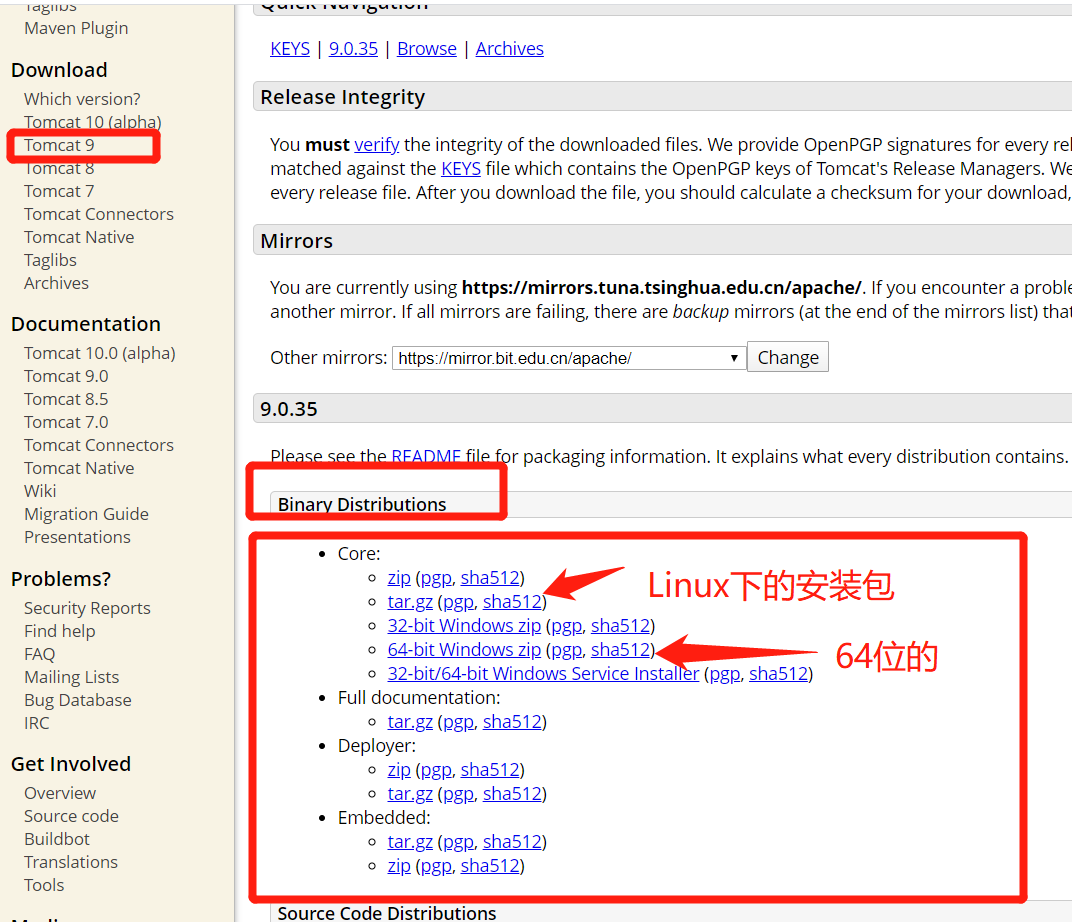 Taglibs
Maven Plugin
Download
Which version?
Tomcat 10 (alpha)
Tomcat 9
Tomcat 8
Tomcat 7
Tomcat Connectors
Tomcat Native
Taglibs
Archives
Documentation
Tomcat 10.0 (alpha)
Tomcat 9.0
Tomcat 8.5
Tomcat 7.0
Tomcat Connectors
Tomcat Native
Wiki
Migration Guide
Presentations
Problems?
Security Reports
Find help
FAQ
Mailing Lists
Bug Database
IRC
Get Involved
Overview
Source code
Buildbot
Translations
Tools
Quick Navigation
KEYS | 9.0.35 | Browse | Archives
Release Integrity
You must verify the integrity of the downloaded files. We provide OpenPGP signatures for every rel
matched against the KEYS file which contains the OpenPGP keys of Tomcat's Release Managers. We
every release file. After you download the file, you should calculate a checksum for your download,
Mirrors
You are currently using https://mirrors.tuna.tsinghua.edu.cn/apache/. If you encounter a proble
another mirror. If all mirrors are failing, there are backup mirrors (at the end of the mirrors list) that
Other mirrors: https://mirror.bit.edu.cn/apache/ Change
9.0.35
Please see the README file for packaging information. It explains what every distribution contains.
Binary Distributions
Core:
zip (pgp, sha512)
tar.gz (pgp, sha512)
Linux下的安装包
32-bit Windows zip (pgp, sha512)
64-bit Windows zip (pgp, sha512)
64位的
32-bit/64-bit Windows Service Installer (pgp, sha512)
Full documentation:
tar.gz (pgp, sha512)
Deployer:
zip (pgp, sha512)
tar.gz (pgp, sha512)
Embedded:
tar.gz (pgp, sha512)
zip (pgp, sha512)
Source Code Distributions